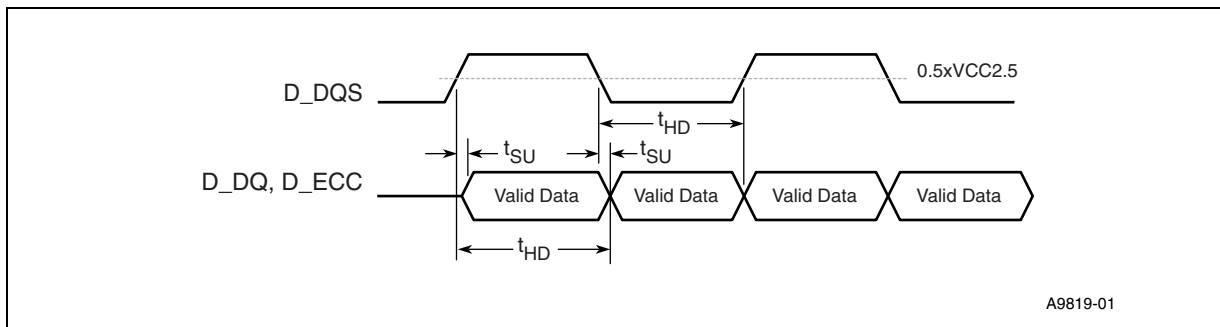 0.5xVCC2.5
D_DQS
tHD
tSU
tSU
D_DQ, D_ECC
Valid Data
Valid Data
Valid Data
Valid Data
tHD
A9819-01